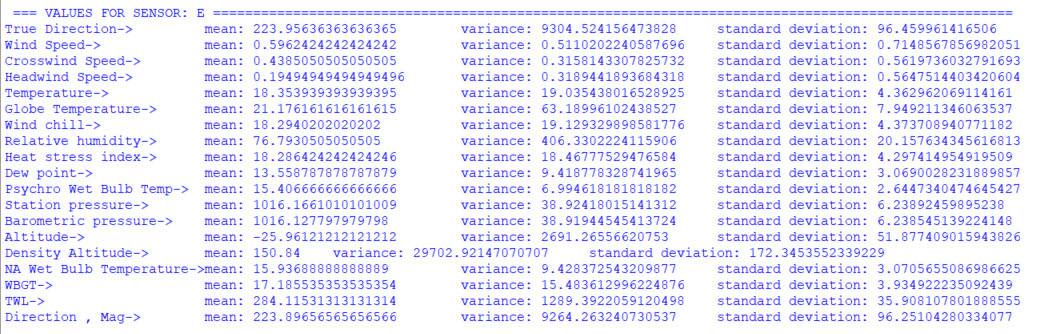 === VALUES FOR SENSOR: E ==========================================================================================
True Direction-> mean: 223.95636363636365 variance: 9304.524156473828 standard deviation: 96.459961416506
Wind Speed-> mean: 0.5962424242424242 variance: 0.5110202240587696 standard deviation: 0.7148567856982051
Crosswind Speed-> mean: 0.4385050505050505 variance: 0.3158143307825732 standard deviation: 0.5619736032791693
Headwind Speed-> mean: 0.19494949494949496 variance: 0.3189441893684318 standard deviation: 0.5647514403420604
Temperature-> mean: 18.353939393939395 variance: 19.035438016528925 standard deviation: 4.362962069114161
Globe Temperature-> mean: 21.176161616161615 variance: 63.18996102438527 standard deviation: 7.949211346063537
Wind chill-> mean: 18.2940202020202 variance: 19.129329898581776 standard deviation: 4.373708940771182
Relative humidity-> mean: 76.7930505050505 variance: 406.3302224115906 standard deviation: 20.157634345616813
Heat stress index-> mean: 18.286424242424246 variance: 18.46777529476584 standard deviation: 4.297414954919509
Dew point-> mean: 13.558787878787879 variance: 9.418778328741965 standard deviation: 3.0690028231889857
Psychro Wet Bulb Temp-> mean: 15.406666666666666 variance: 6.994618181818182 standard deviation: 2.6447340474645427
Station pressure-> mean: 1016.1661010101009 variance: 38.92418015141312 standard deviation: 6.23892459895238
Barometric pressure-> mean: 1016.127797979798 variance: 38.91944545413724 standard deviation: 6.238545139224148
Altitude-> mean: -25.96121212121212 variance: 2691.26556620753 standard deviation: 51.877409015943826
Density Altitude-> mean: 150.84 variance: 29702.92147070707 standard deviation: 172.3453552339229
NA Wet Bulb Temperature->mean: 15.93688888888889 variance: 9.428372543209877 standard deviation: 3.0705655086986625
WBGT-> mean: 17.185535353535354 variance: 15.483612996224876 standard deviation: 3.934922235092439
TWL-> mean: 284.11531313131314 variance: 1289.3922059120498 standard deviation: 35.908107801888555
Direction , Mag-> mean: 223.89656565656566 variance: 9264.263240730537 standard deviation: 96.25104280334077